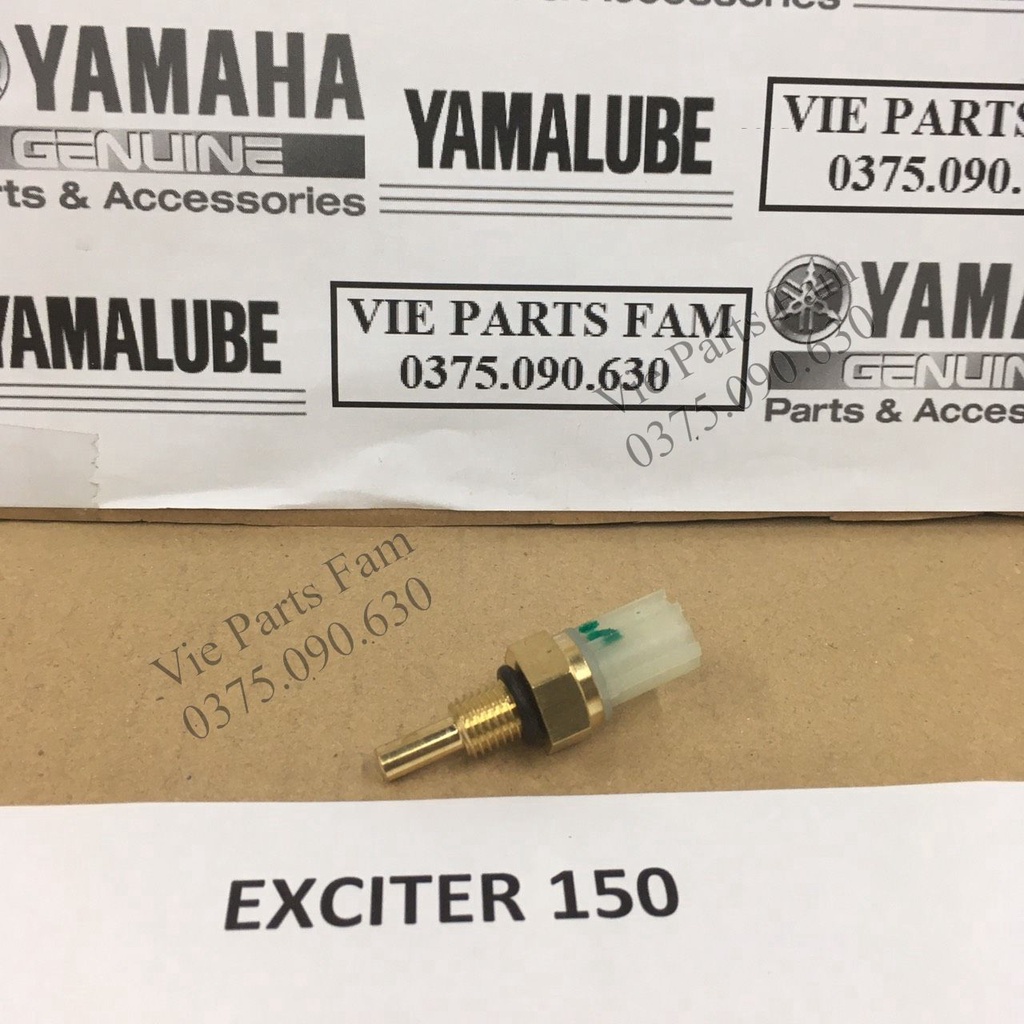 Accessories
YAMAHA
GENUINE
rts & Accessories
YAMALUBE
VIE PARTS
0375.090.
YAMALUBE
VIE PARTS FAM
0375.090.630
YAMA
GENUIN
Parts & Acces
Vie Parts Fam
0375.090.630
Vie Parts Fam
0375.090.630
EXCITER 150